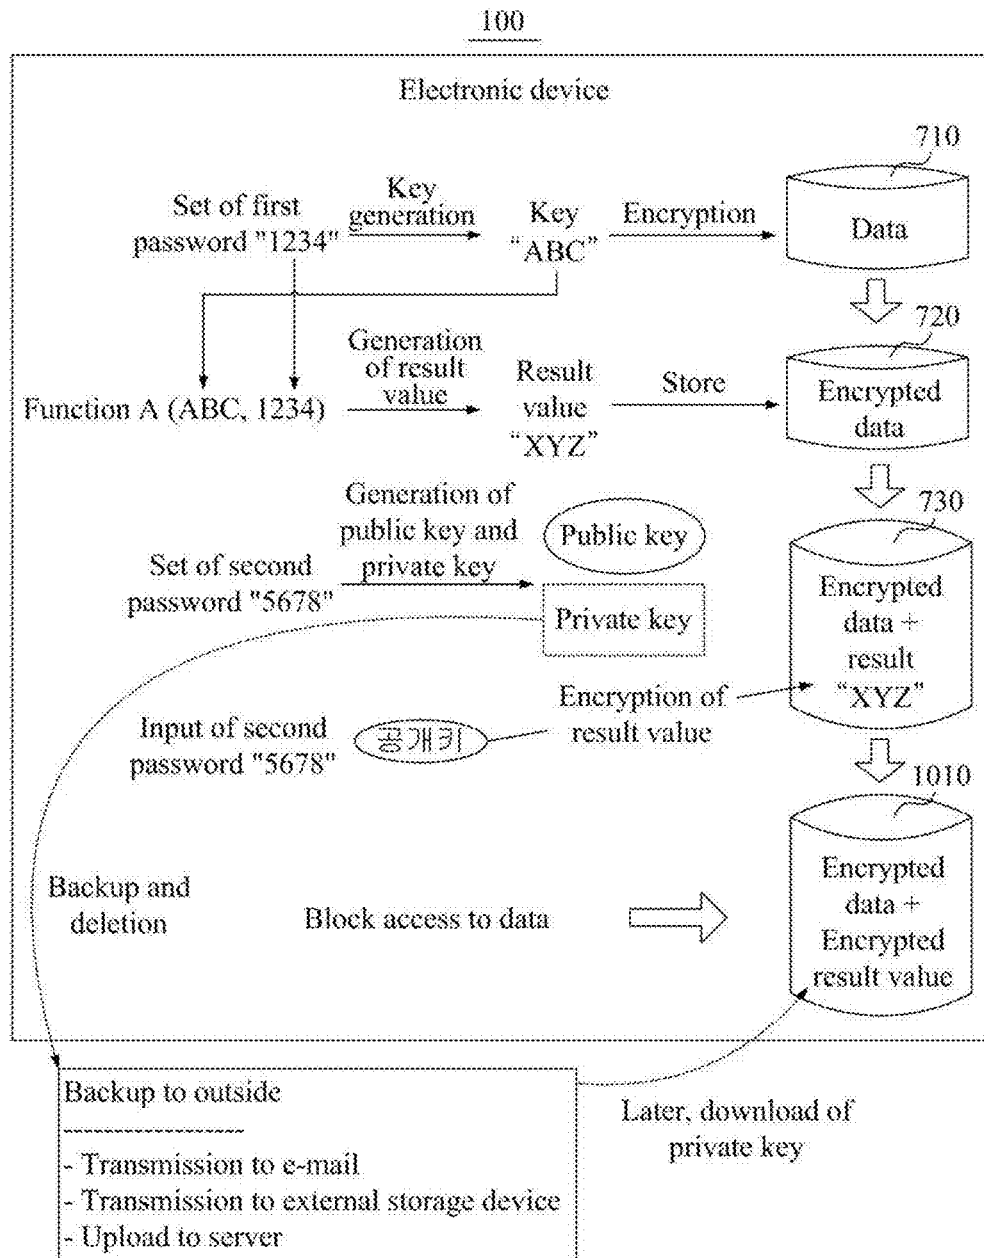 100
Electronic device
710
Set of first
password "1234"
Key
generation
Key
“ABC”
Encryption
Data
720
Function A (ABC, 1234)
Generation
of result
value
Result
value
“XYZ”
Store
Encrypted
data
730
Set of second
password "5678"
Generation of
public key and
private key
Public key
Private key
Encrypted
data +
result
“XYZ”
Input of second
password "5678"
공개키
Encryption of
result value
1010
Backup and
deletion
Block access to data
Encrypted
data +
Encrypted
result value
Backup to outside
------------------
- Transmission to e-mail
- Transmission to external storage device
- Upload to server
Later, download of
private key